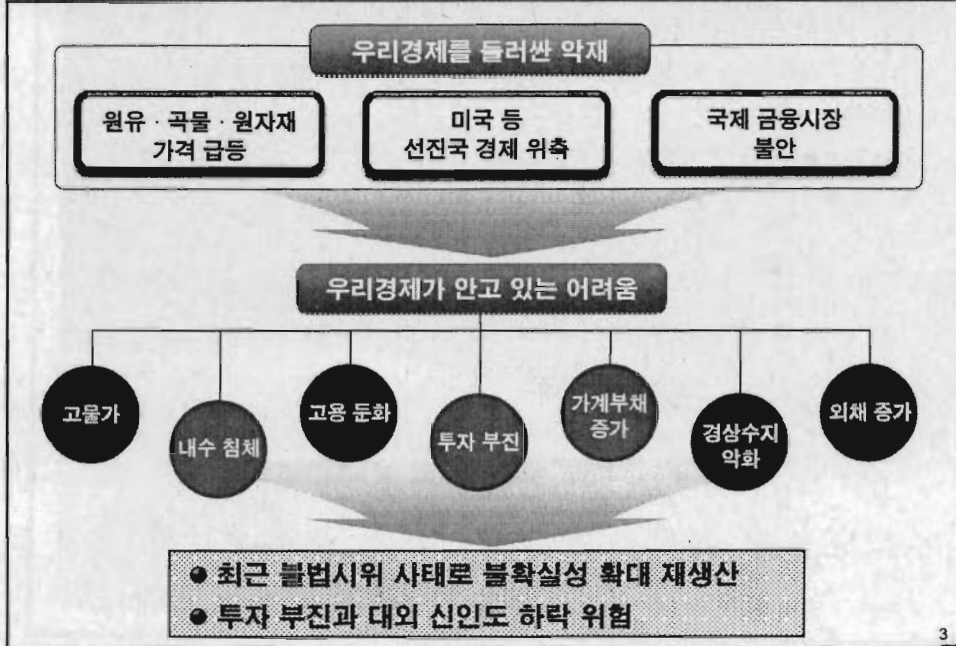 우리경제를 들러싼 악재
원유 · 곡물 · 원자재
가격 급등
미국 등
선진국 경제 위축
국제 금융시장
불안
우리경제가 안고 있는 어려움
고물가
내수 침체
고용 둔화
투자 부진
가계부채
증가
경상수지
악화
외채 증가
최근 불법시위 사태로 불확실성 확대 재생산
투자 부진과 대외 신인도 하락 위험
3